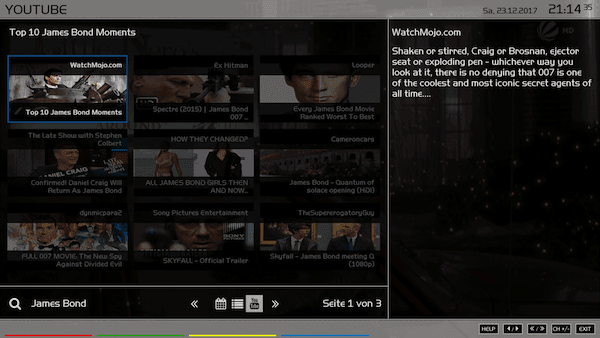 YOUTUBE
Sa, 23.12.2017
21:14 35
Top 10 James Bond Moments
WatchMojo.com
Top 10 James Bond Moments
Ex Hitman
Spectre (2015) | James Bond
007 ...
Looper
Every James Bond Movie
Ranked Worst To Best
The Late Show with Stephen
Colbert
DANIEL CRAIG
Confirmed! Daniel Craig Will
Return As James Bond
HOW THEY CHANGED?
ALL JAMES BOND GIRLS THEN
AND NOW...
Cameroncars
James Bond - Quantum of
solace opening (HD)
dynmicpara2
FULL 007 MOVIE: The New Spy
Against Divided Evil
Sony Pictures Entertainment
SONY
SKYFALL - Official Trailer
TheSupererogatoryGuy
Skyfall - James Bond meeting Q
(1080p)
James Bond
You
Tube
Seite 1 von 3
WatchMojo.com
HD
Shaken or stirred, Craig or Brosnan, ejector
seat or exploding pen - whichever way you
look at it, there is no denying that 007 is one
of the coolest and most iconic secret agents of
all time....
HELP
CH +/-
EXIT